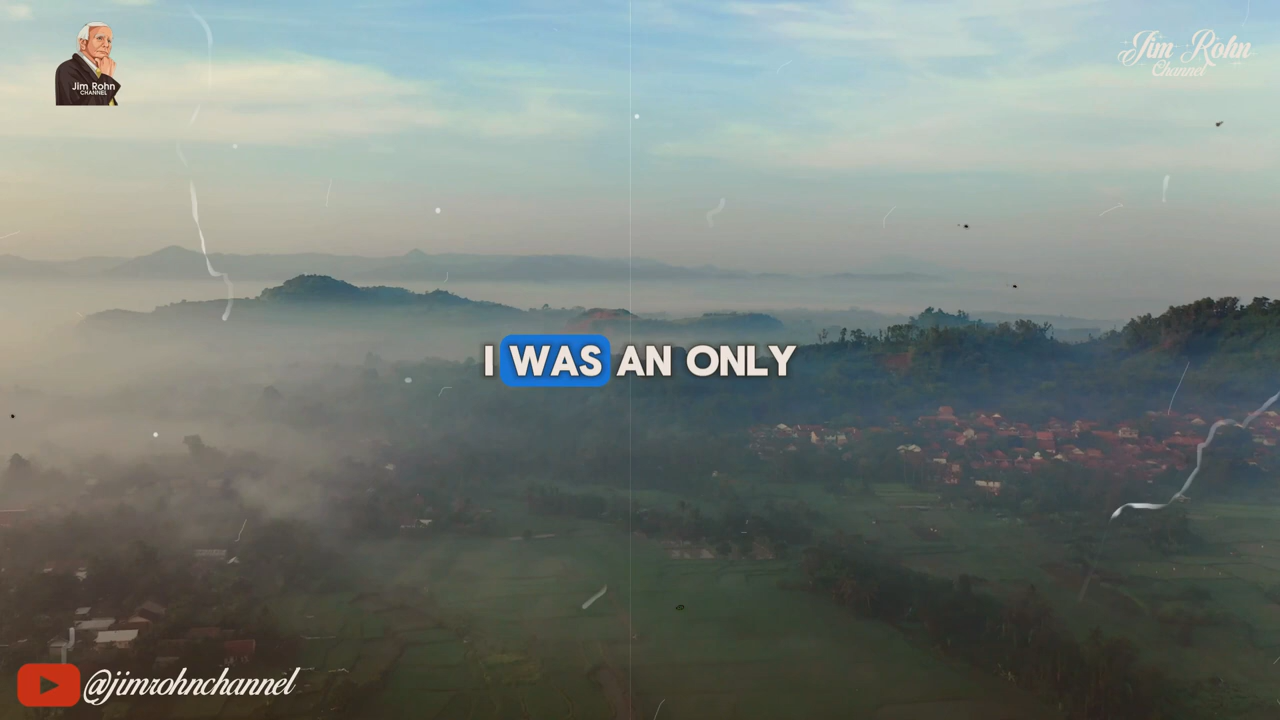 Jim Rohn
CHANNEL
Jim Rohn
Channel
I WAS AN ONLY
@jimrohnchannel